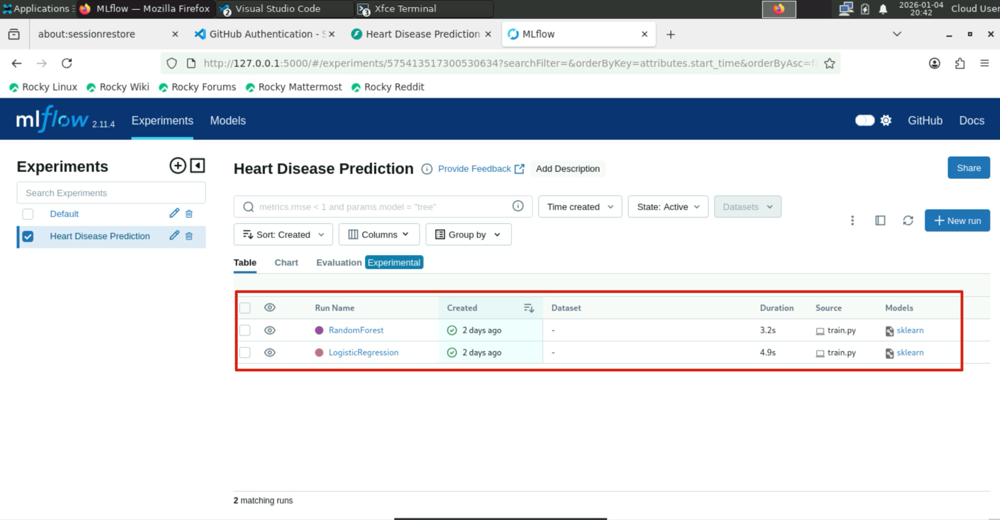 Applications MLflow — Mozilla Firefox 2 Visual Studio Code 3 Xfce Terminal 2026-01-04 20:42 Cloud User
about:sessionrestore GitHub Authentication - S Heart Disease Prediction MLflow
http://127.0.0.1:5000/#/experiments/575413517300530634?searchFilter=&orderByKey=attributes.start_time&orderByAsc=fa
Rocky Linux Rocky Wiki Rocky Forums Rocky Mattermost Rocky Reddit
mlflow 2.11.4 Experiments Models GitHub Docs
Experiments
Search Experiments
Default
Heart Disease Prediction
Heart Disease Prediction Provide Feedback Add Description Share
metrics.rmse < 1 and params.model = "tree" Time created State: Active Datasets
Sort: Created Columns Group by New run
Table Chart Evaluation Experimental
Run Name Created Dataset Duration Source Models
RandomForest 2 days ago - 3.2s train.py sklearn
LogisticRegression 2 days ago - 4.9s train.py sklearn
2 matching runs